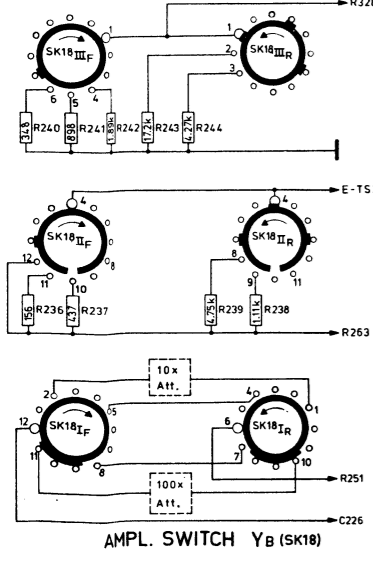 R320
1
1
SK18 III F
SK18 III R
2
3
6
5
4
348 R240
898 R241
1.89k R242
17.2k R243
4.27k R244
E-TS
4
4
SK18 II F
SK18 II R
12
8
8
11
10
9
11
156 R236
437 R237
4.75k R239
1.11k R238
R263
10x
Att.
2
4
5
1
12
SK18 I F
6
SK18 I R
11
8
7
10
100x
Att.
R251
C226
AMPL. SWITCH YB (SK18)